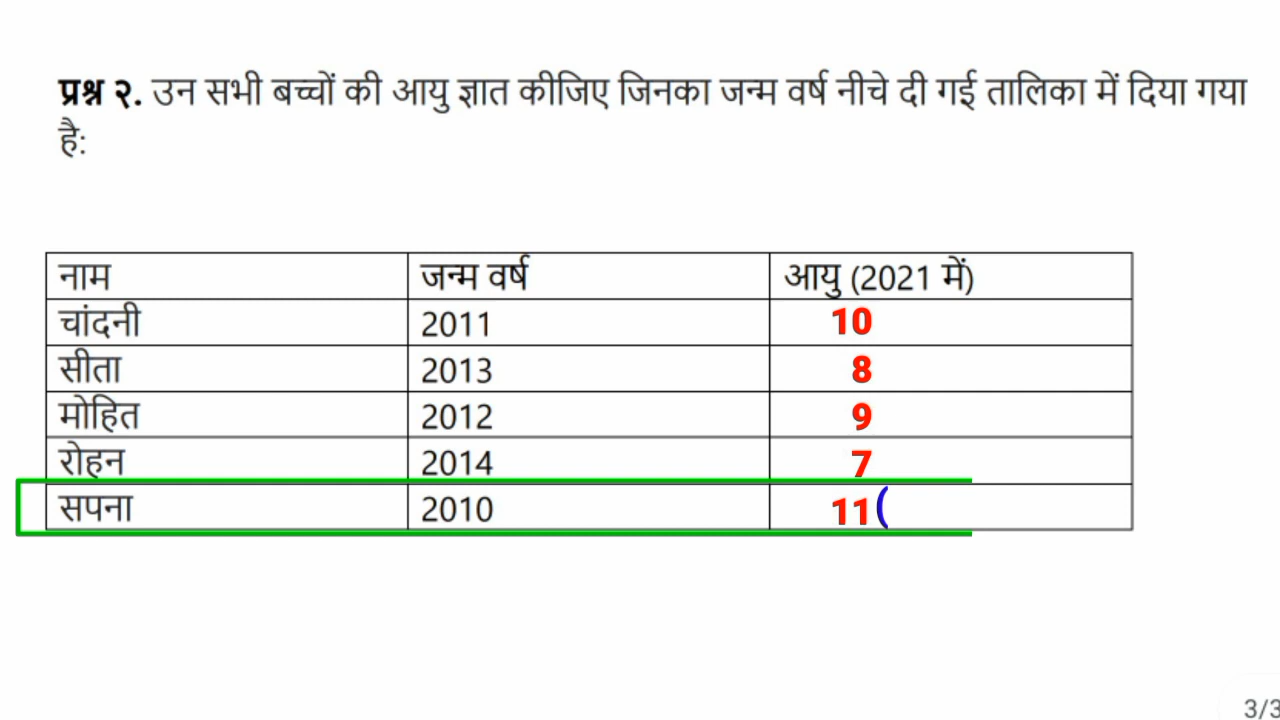 प्रश्न २. उन सभी बच्चों की आयु ज्ञात कीजिए जिनका जन्म वर्ष नीचे दी गई तालिका में दिया गया
है:
नाम जन्म वर्ष आयु (2021 में)
चांदनी 2011 10
सीता 2013 8
मोहित 2012 9
रोहन 2014 7
सपना 2010 11(
3/3